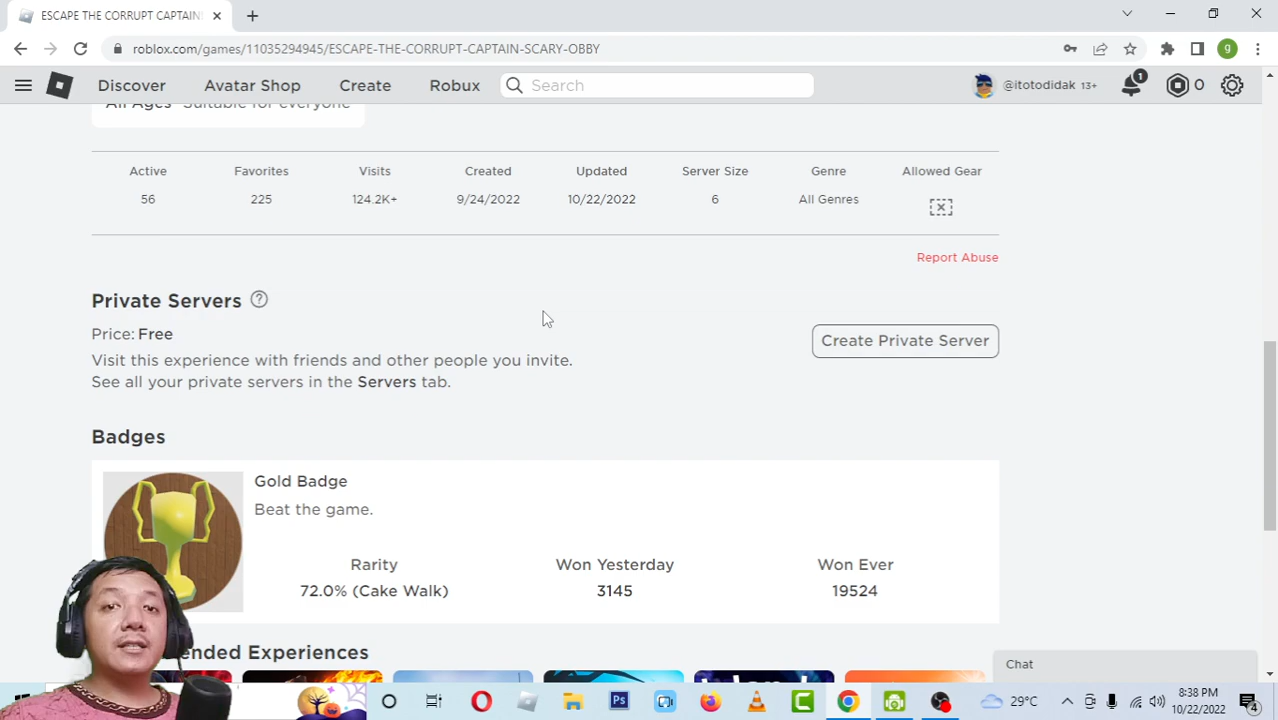 ESCAPE THE CORRUPT CAPTAIN
roblox.com/games/11035294945/ESCAPE-THE-CORRUPT-CAPTAIN-SCARY-OBBY
g
Discover
Avatar Shop
Create
Robux
Search
@itotodidak 13+
1
0
All Ages Suitable for everyone
Active Favorites Visits Created Updated Server Size Genre Allowed Gear
56 225 124.2K+ 9/24/2022 10/22/2022 6 All Genres
Report Abuse
Private Servers ?
Price: Free
Create Private Server
Visit this experience with friends and other people you invite.
See all your private servers in the Servers tab.
Badges
Gold Badge
Beat the game.
Rarity Won Yesterday Won Ever
72.0% (Cake Walk) 3145 19524
Experiences
Chat
Ps
29°C
8:38 PM
10/22/2022
4